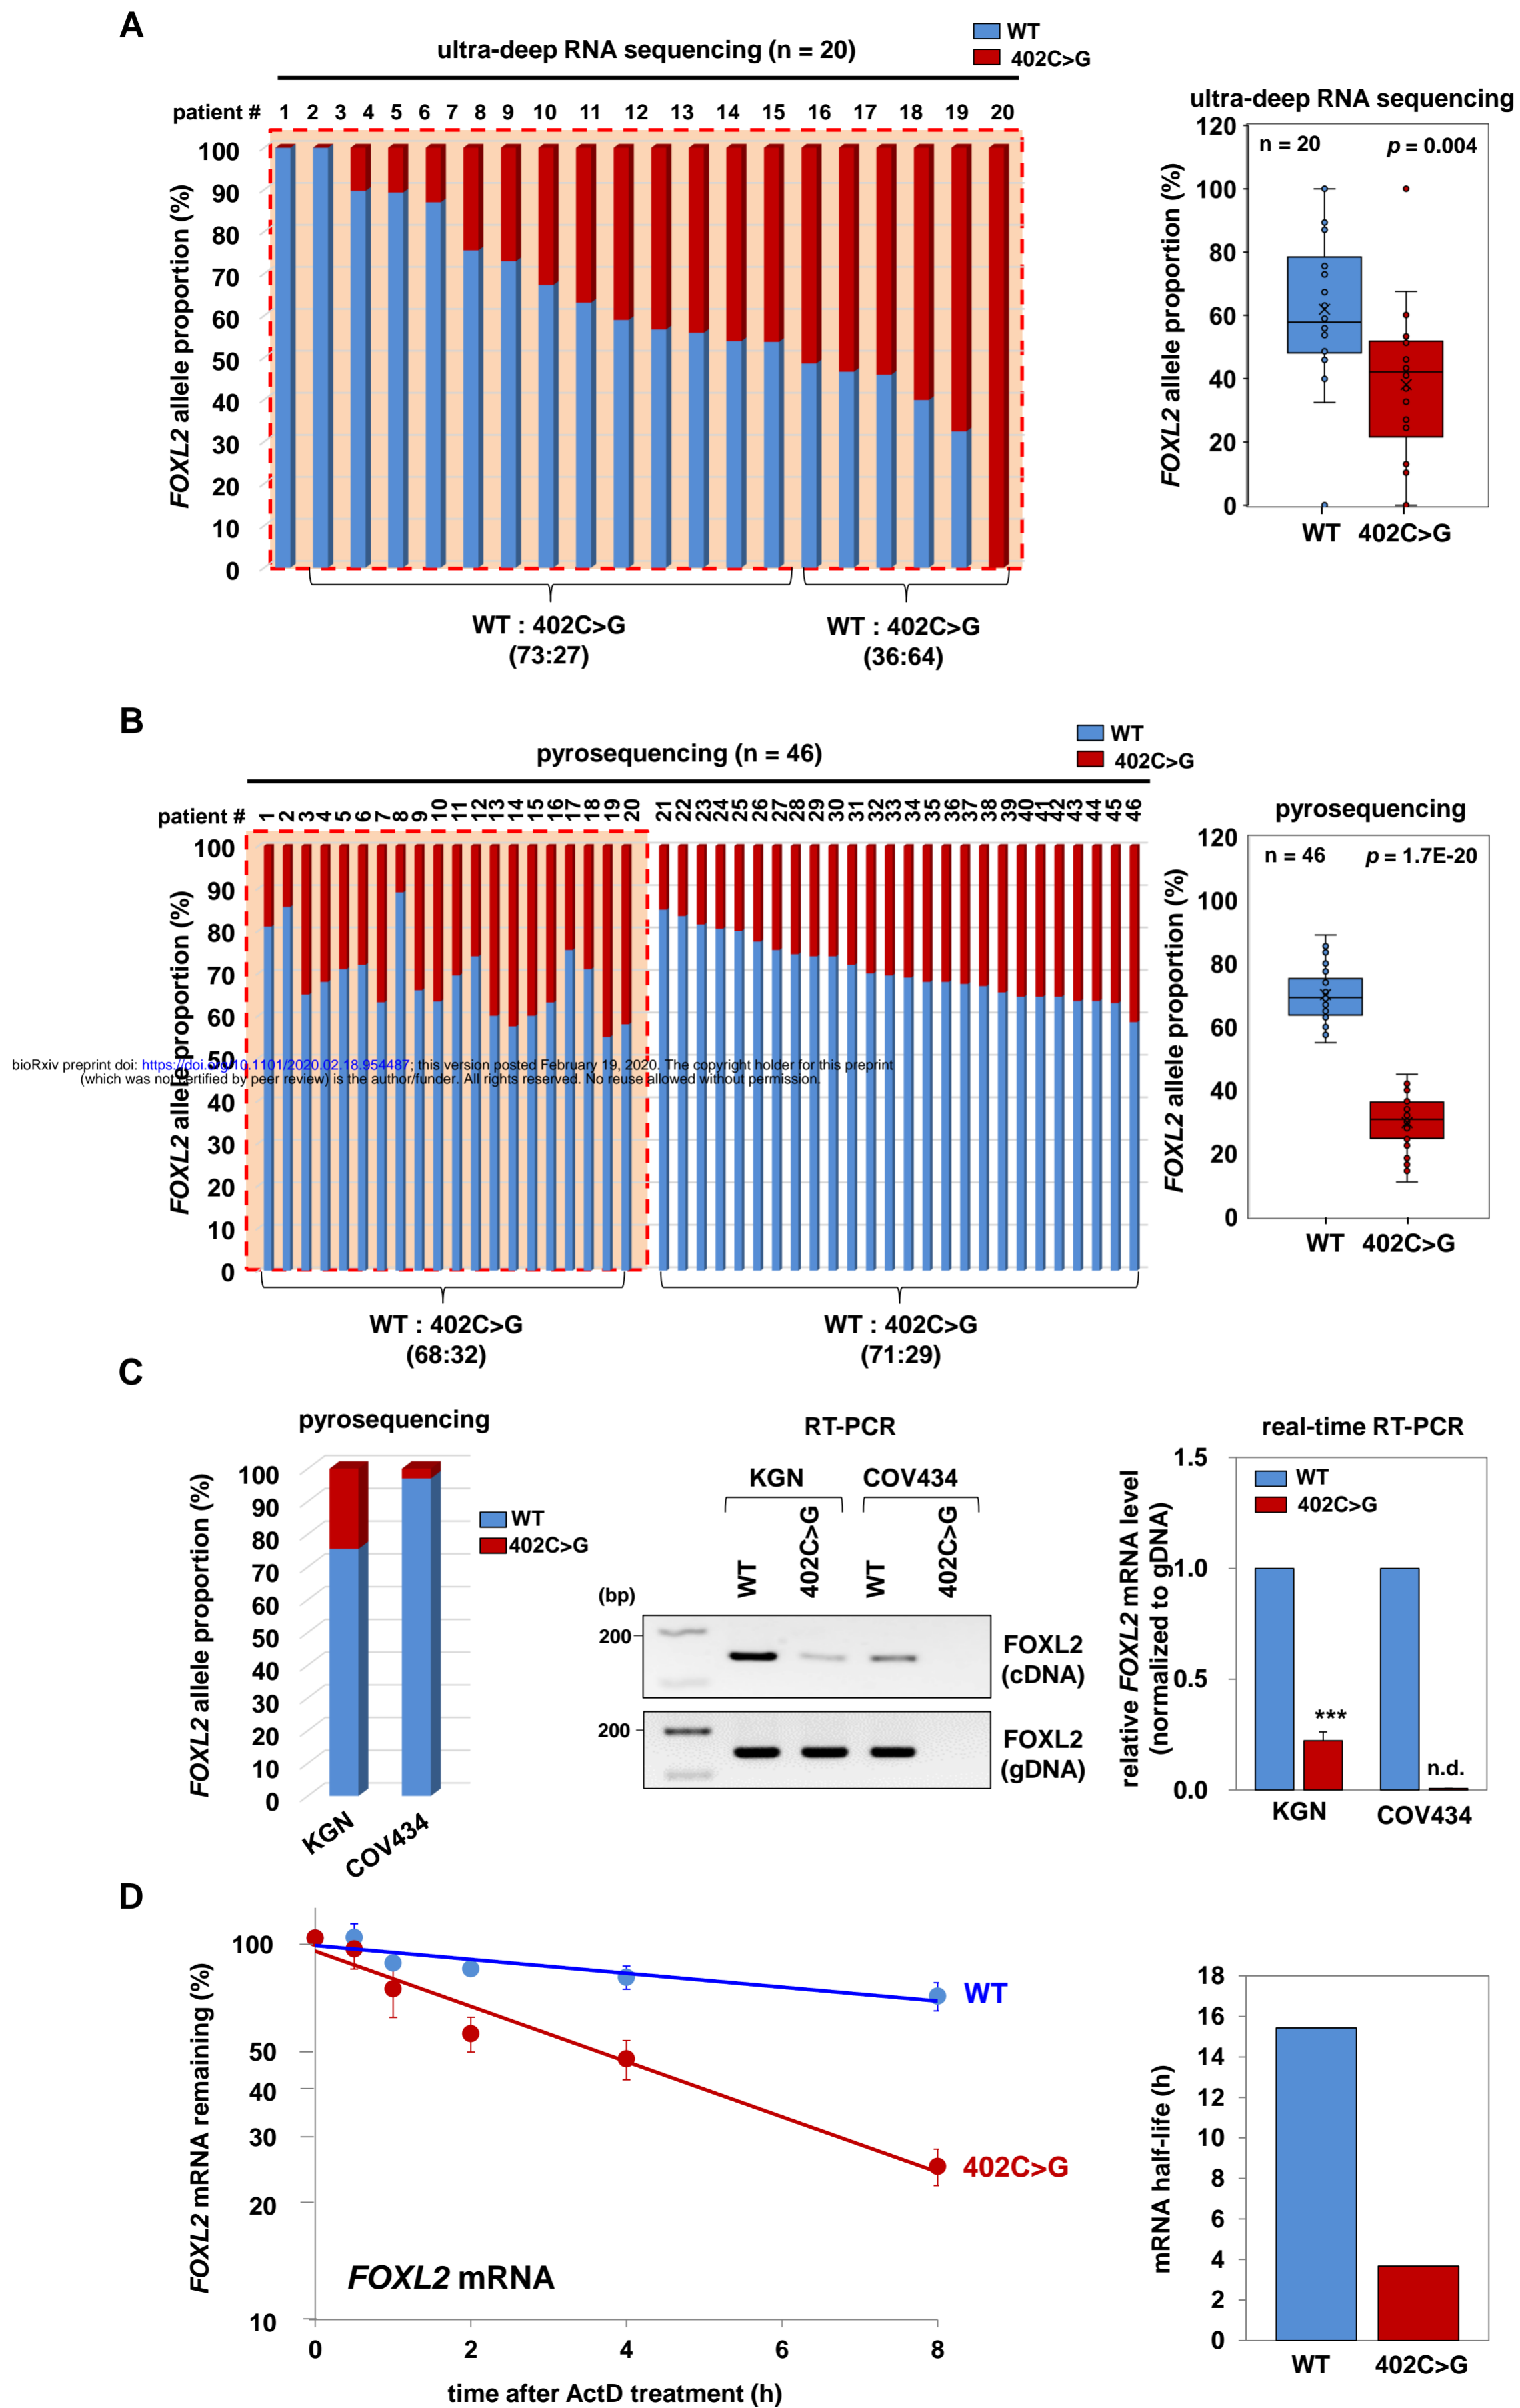 A
ultra-deep RNA sequencing (n = 20)
WT
402C>G
patient # 1 2 3 4 5 6 7 8 9 10 11 12 13 14 15 16 17 18 19 20
FOXL2 allele proportion (%)
100
90
80
70
60
50
40
30
20
10
0
WT : 402C>G
(73:27)
WT : 402C>G
(36:64)
ultra-deep RNA sequencing
n = 20
p = 0.004
FOXL2 allele proportion (%)
120
100
80
60
40
20
0
WT 402C>G
B
pyrosequencing (n = 46)
WT
402C>G
patient # 1 2 3 4 5 6 7 8 9 10 11 12 13 14 15 16 17 18 19 20 21 22 23 24 25 26 27 28 29 30 31 32 33 34 35 36 37 38 39 40 41 42 43 44 45 46
FOXL2 allele proportion (%)
100
90
80
70
60
50
40
30
20
10
0
bioRxiv preprint doi: https://doi.org/10.1101/2020.02.18.954487; this version posted February 19, 2020. The copyright holder for this preprint
(which was not certified by peer review) is the author/funder. All rights reserved. No reuse allowed without permission.
WT : 402C>G
(68:32)
WT : 402C>G
(71:29)
pyrosequencing
n = 46
p = 1.7E-20
FOXL2 allele proportion (%)
120
100
80
60
40
20
0
WT 402C>G
C
pyrosequencing
FOXL2 allele proportion (%)
100
90
80
70
60
50
40
30
20
10
0
KGN
COV434
WT
402C>G
RT-PCR
KGN
COV434
WT
402C>G
WT
402C>G
(bp)
200
FOXL2
(cDNA)
200
FOXL2
(gDNA)
real-time RT-PCR
relative FOXL2 mRNA level
(normalized to gDNA)
1.5
1.0
0.5
0.0
WT
402C>G
***
n.d.
KGN
COV434
D
FOXL2 mRNA remaining (%)
100
50
40
30
20
10
WT
402C>G
FOXL2 mRNA
0 2 4 6 8
time after ActD treatment (h)
mRNA half-life (h)
18
16
14
12
10
8
6
4
2
0
WT 402C>G